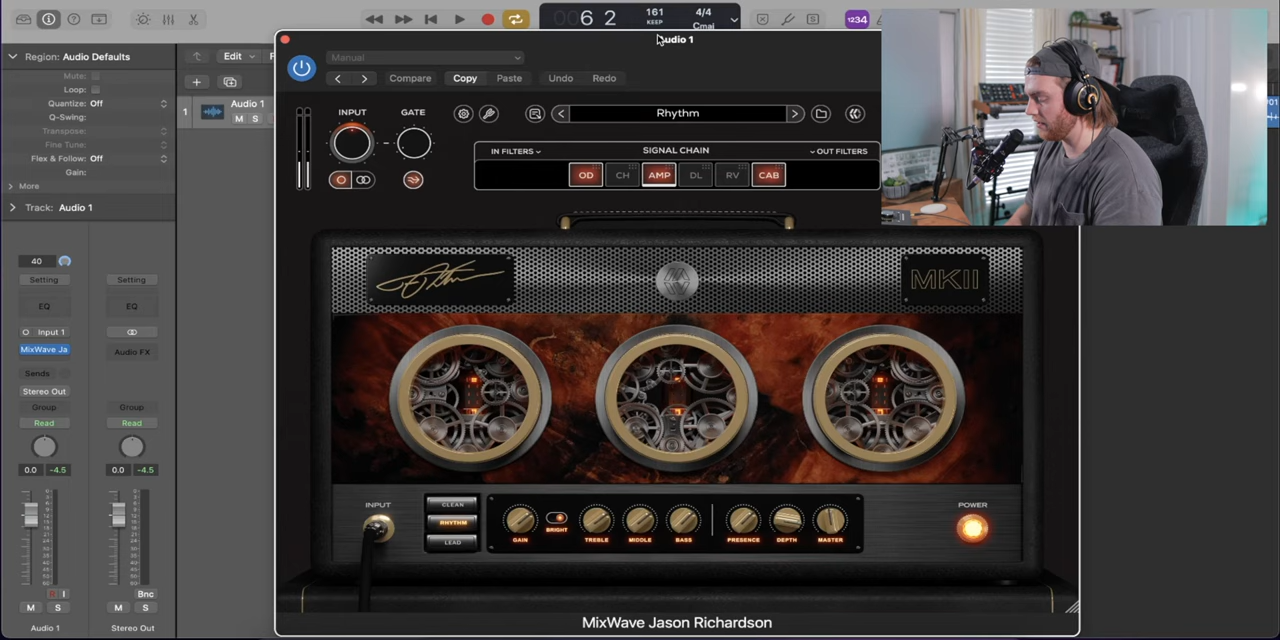 6 2
161
KEEP
4/4
Cmaj
1234
Region: Audio Defaults
Mute:
Loop:
Quantize: Off
Q-Swing:
Transpose:
Fine Tune:
Flex & Follow: Off
Gain:
More
Track: Audio 1
Edit
1
Audio 1
M S
40
Setting
Setting
EQ
EQ
Input 1
MixWave Ja
Audio FX
Sends
Stereo Out
Group
Group
Read
Read
0.0 -4.5
0.0 -4.5
R I
Bnc
M S
M S
Audio 1
Stereo Out
Audio 1
Manual
Compare
Copy
Paste
Undo
Redo
INPUT
GATE
Rhythm
IN FILTERS
SIGNAL CHAIN
OUT FILTERS
OD
CH
AMP
DL
RV
CAB
MKII
INPUT
CLEAN
RHYTHM
LEAD
GAIN
BRIGHT
TREBLE
MIDDLE
BASS
PRESENCE
DEPTH
MASTER
POWER
MixWave Jason Richardson